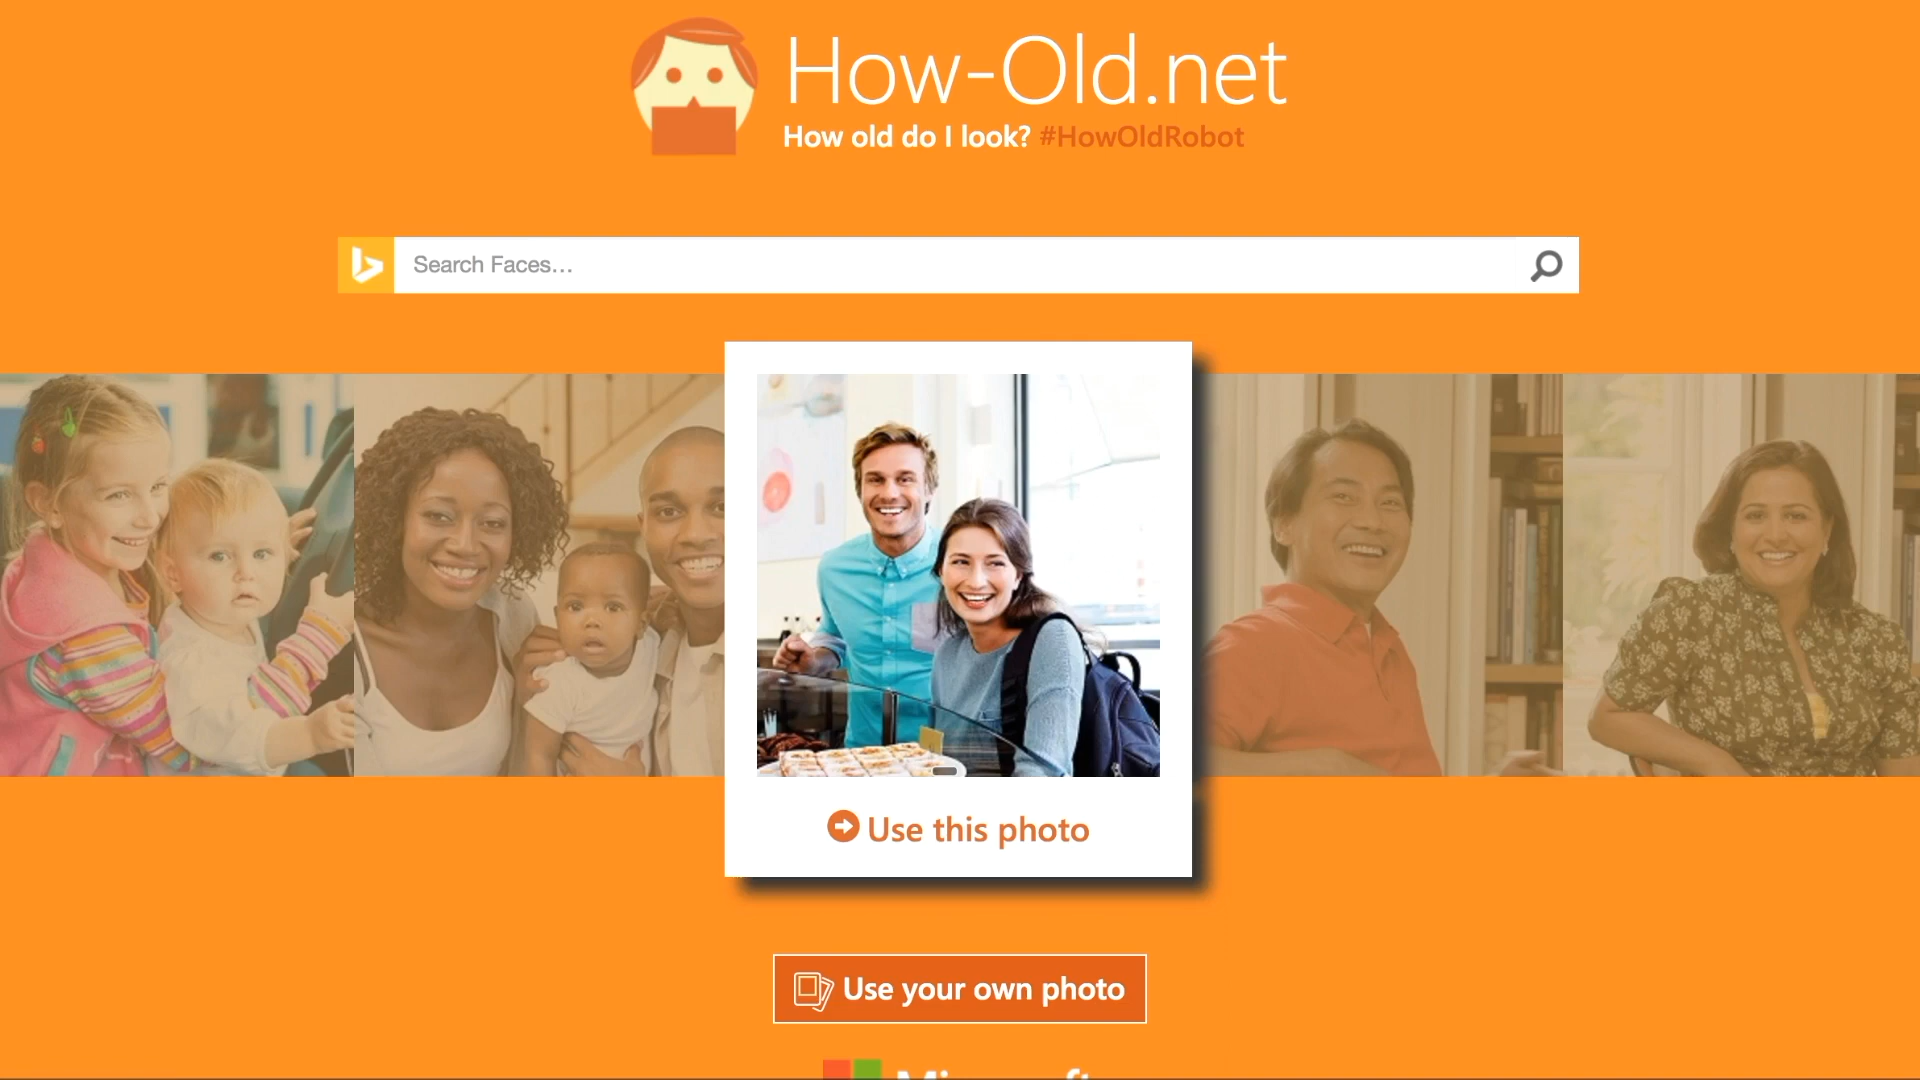 How-Old.net
How old do I look? #HowOldRobot
Search Faces...
Use this photo
Use your own photo